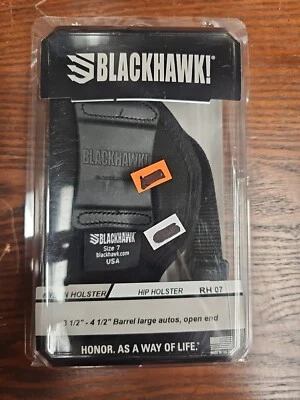 BLACKHAWK!
BLACKHAWK!
BLACKHAWK
Size 7
blackhawk.com
USA
HOLSTER HIP HOLSTER RH 07
1/2" - 4 1/2" Barrel large autos, open end
HONOR. AS A WAY OF LIFE.